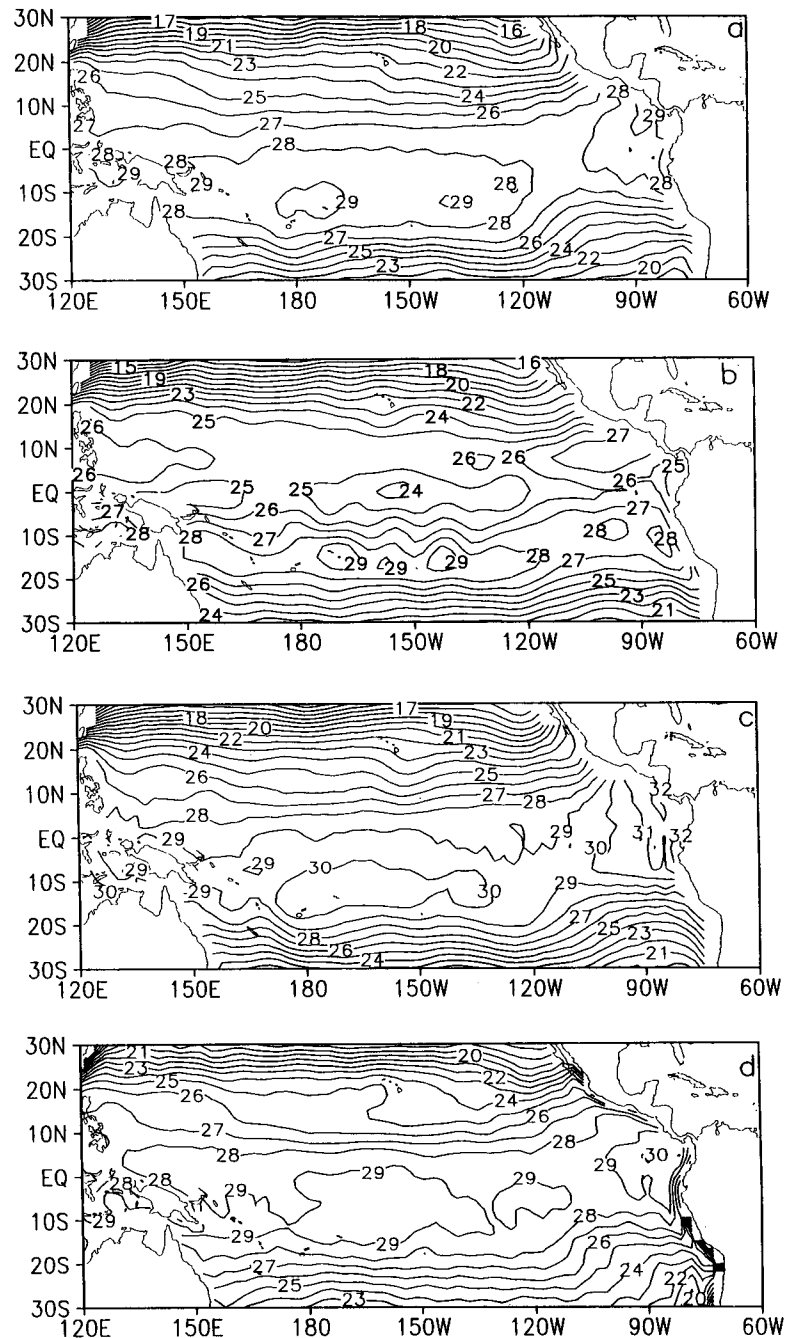 30N 17 18 16 a
19 20
20N 21 23 22
26 25 24 28
10N 26 29
27 27
EQ 28 28 28
29 29 28 28
10S 29 29
28 28
20S 27 26 24
25 23 22 20
30S
120E 150E 180 150W 120W 90W 60W
30N 15 18 16 b
19 20
20N 23 22
26 25 24 27
10N 26 26 25
26 26
EQ 25 25 24
27 26 27
10S 28 28 27 28 28
29 29 29 28 27
20S 26 25 23
24 21
30S
120E 150E 180 150W 120W 90W 60W
30N 17 c
18 20 19
20N 22 21
24 23
26 25 32
10N 27 28
28
EQ 29 29 31 32
29 29 30
10S 30 29 30 30 29
27
20S 28 25 23
26 24 21
30S
120E 150E 180 150W 120W 90W 60W
30N 21 20 d
23 22
20N 25 24
26 26
10N 27 28
28 30
EQ 28 28 29 29
29 29
10S 29 28
29 29 26
20S 27 24
25 23 22
30S 20
120E 150E 180 150W 120W 90W 60W